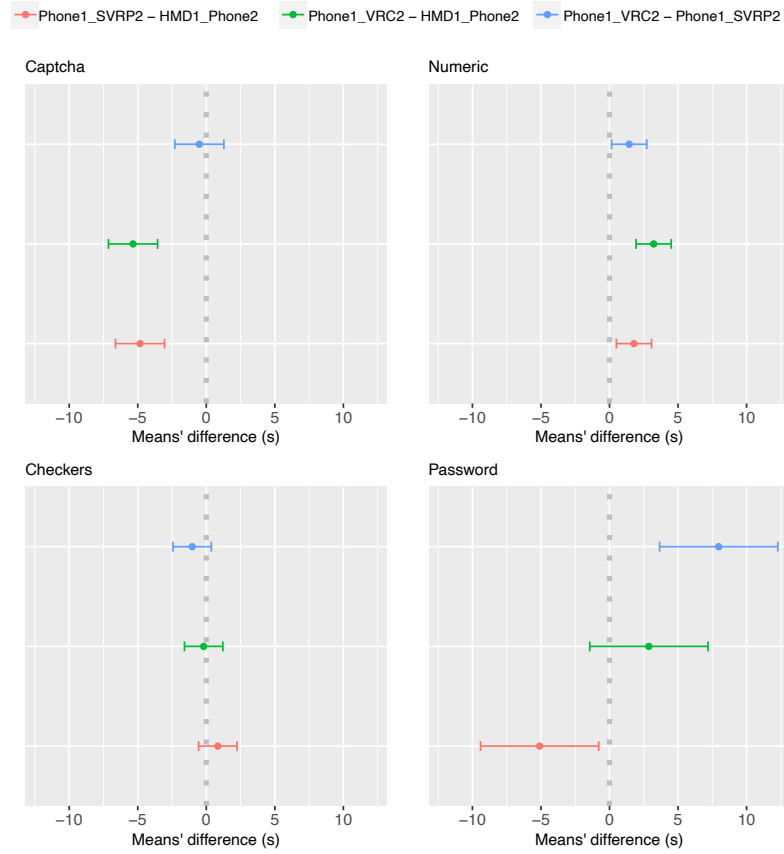 Phone1_SVRP2 − HMD1_Phone2 Phone1_VRC2 − HMD1_Phone2 Phone1_VRC2 − Phone1_SVRP2
Captcha Numeric
−10 −5 0 5 10 −10 −5 0 5 10
Means' difference (s) Means' difference (s)
Checkers Password
−10 −5 0 5 10 −10 −5 0 5 10
Means' difference (s) Means' difference (s)